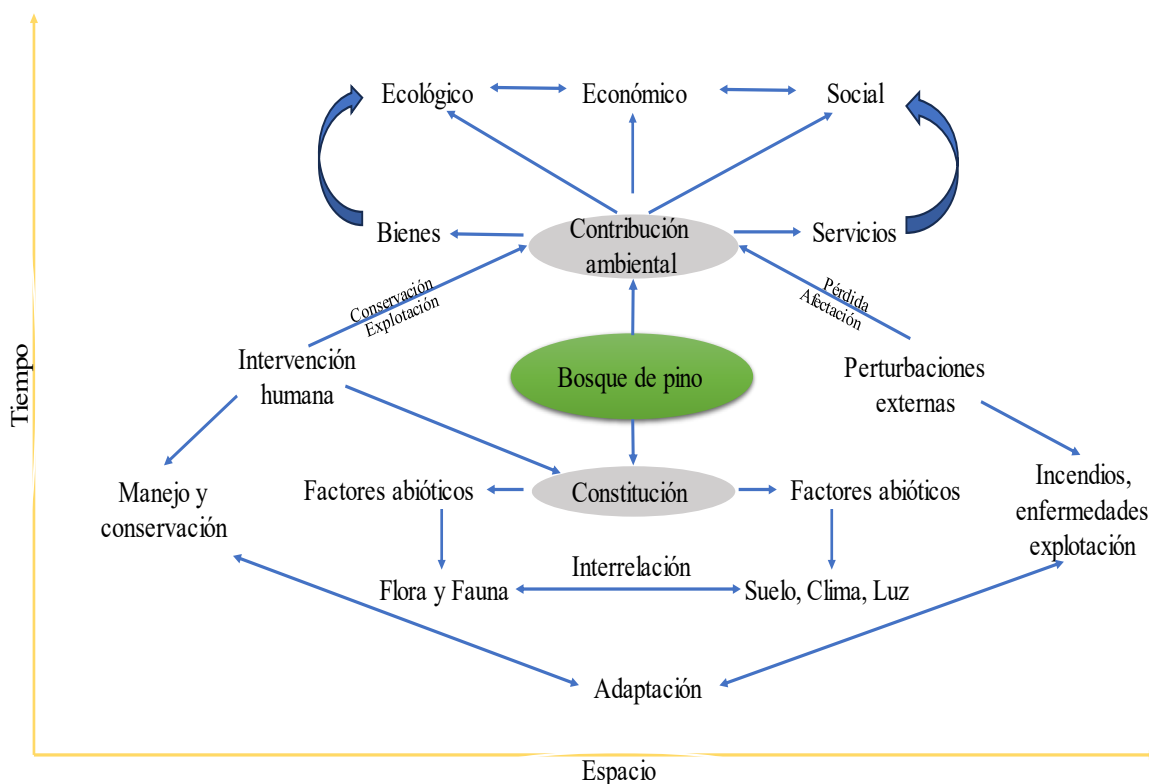 Ecológico
Económico
Social
Bienes
Contribución
ambiental
Servicios
Conservación
Explotación
Pérdida
Afectación
Intervención
humana
Bosque de pino
Perturbaciones
externas
Tiempo
Manejo y
conservación
Factores abióticos
Constitución
Factores abióticos
Incendios,
enfermedades
explotación
Flora y Fauna
Interrelación
Suelo, Clima, Luz
Adaptación
Espacio